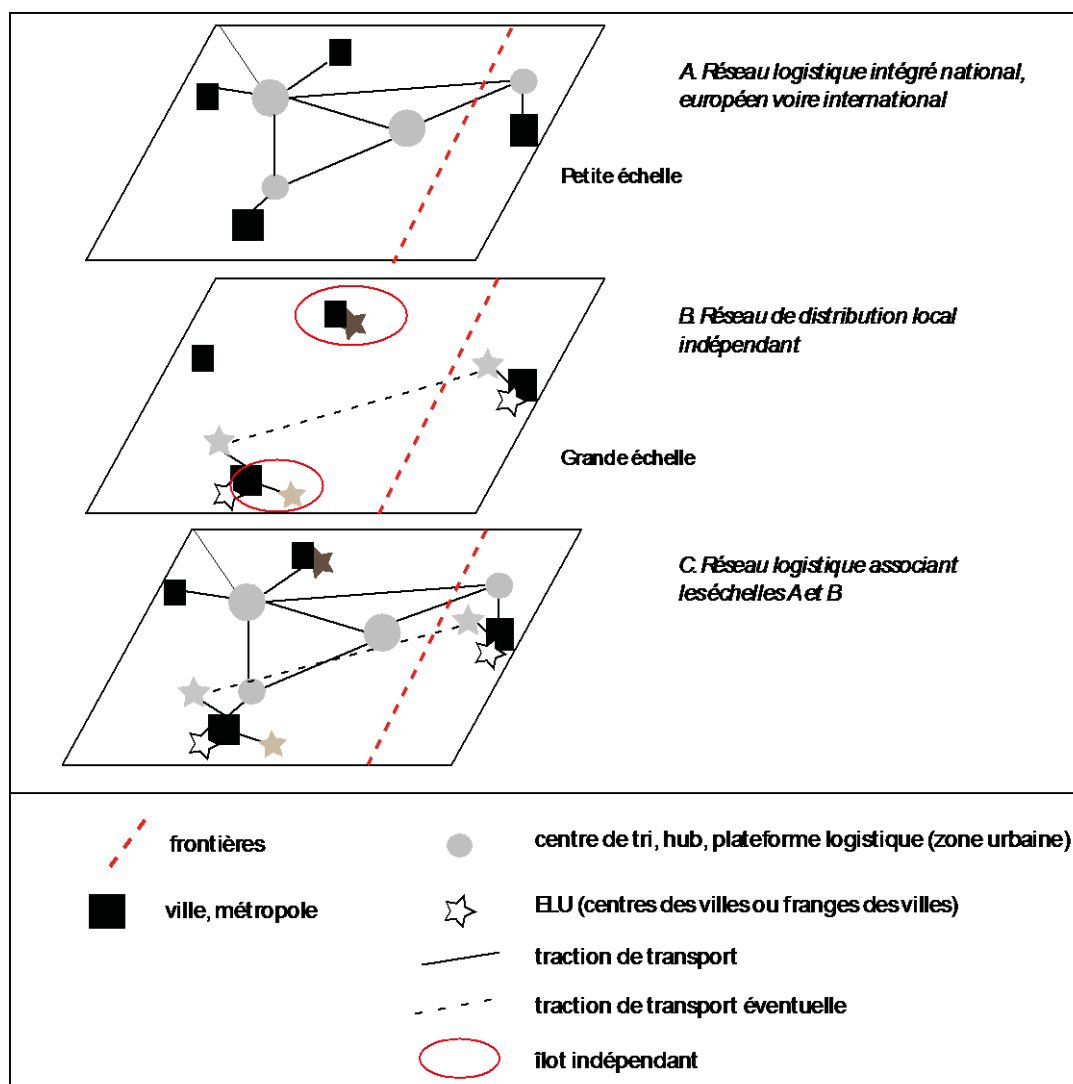 A. Réseau logistique intégré national,
européen voire international
Petite échelle
B. Réseau de distribution local
indépendant
Grande échelle
C. Réseau logistique associant
les échelles A et B
frontières
centre de tri, hub, plateforme logistique (zone urbaine)
ville, métropole
ELU (centres des villes ou franges des villes)
traction de transport
traction de transport éventuelle
îlot indépendant